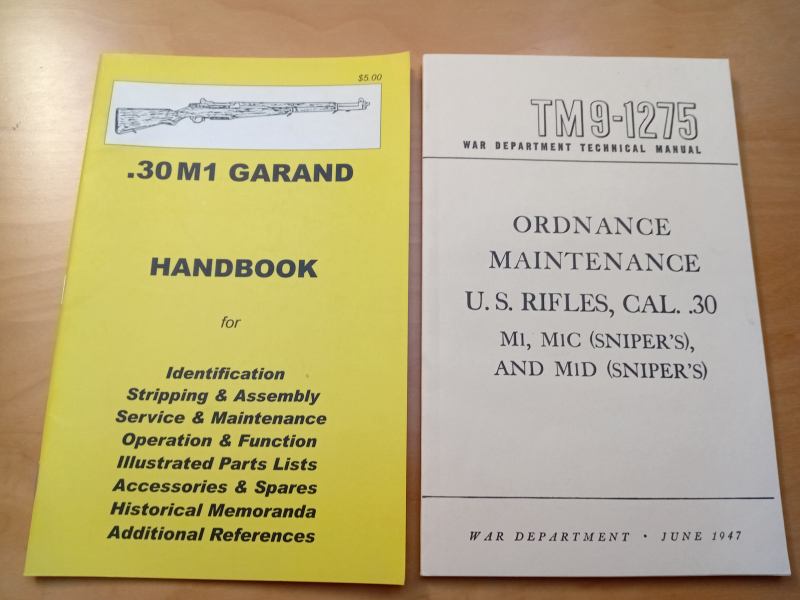 $5.00
.30 M1 GARAND
HANDBOOK
for
Identification
Stripping & Assembly
Service & Maintenance
Operation & Function
Illustrated Parts Lists
Accessories & Spares
Historical Memoranda
Additional References
TM 9-1275
WAR DEPARTMENT TECHNICAL MANUAL
ORDNANCE
MAINTENANCE
U. S. RIFLES, CAL. .30
M1, M1C (SNIPER'S),
AND M1D (SNIPER'S)
WAR DEPARTMENT • JUNE 1947